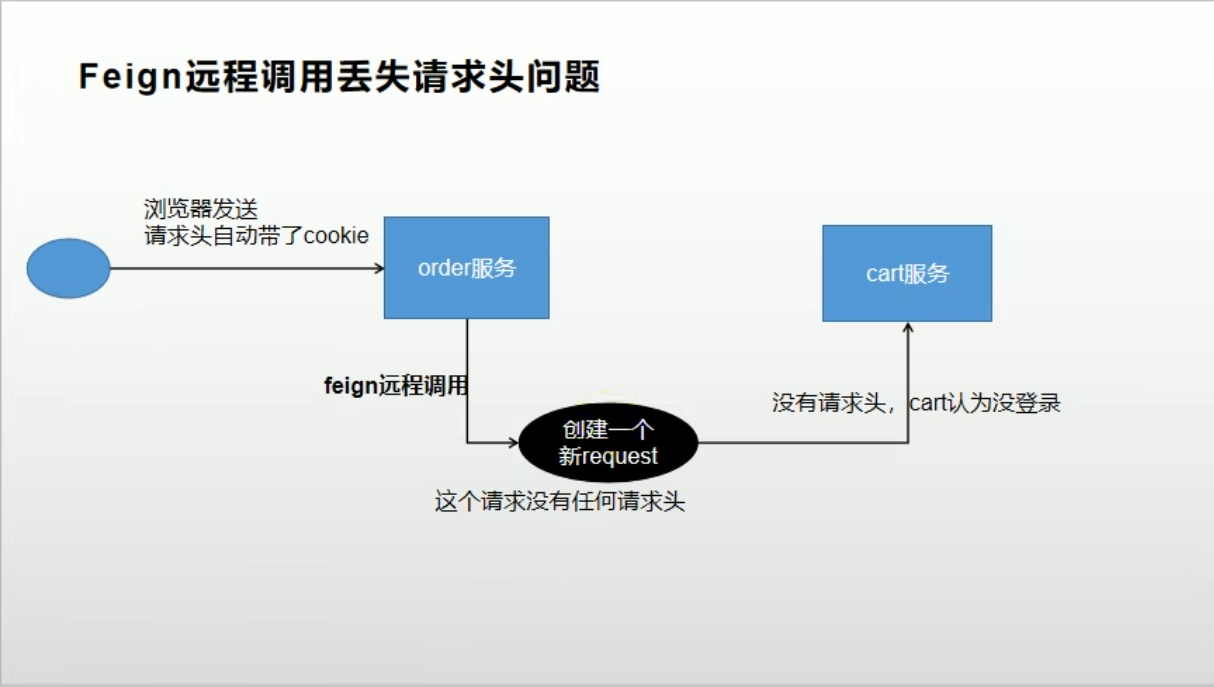 Feign远程调用丢失请求头问题
浏览器发送
请求头自动带了cookie
order服务
cart服务
feign远程调用
没有请求头，cart认为没登录
创建一个
新request
这个请求没有任何请求头